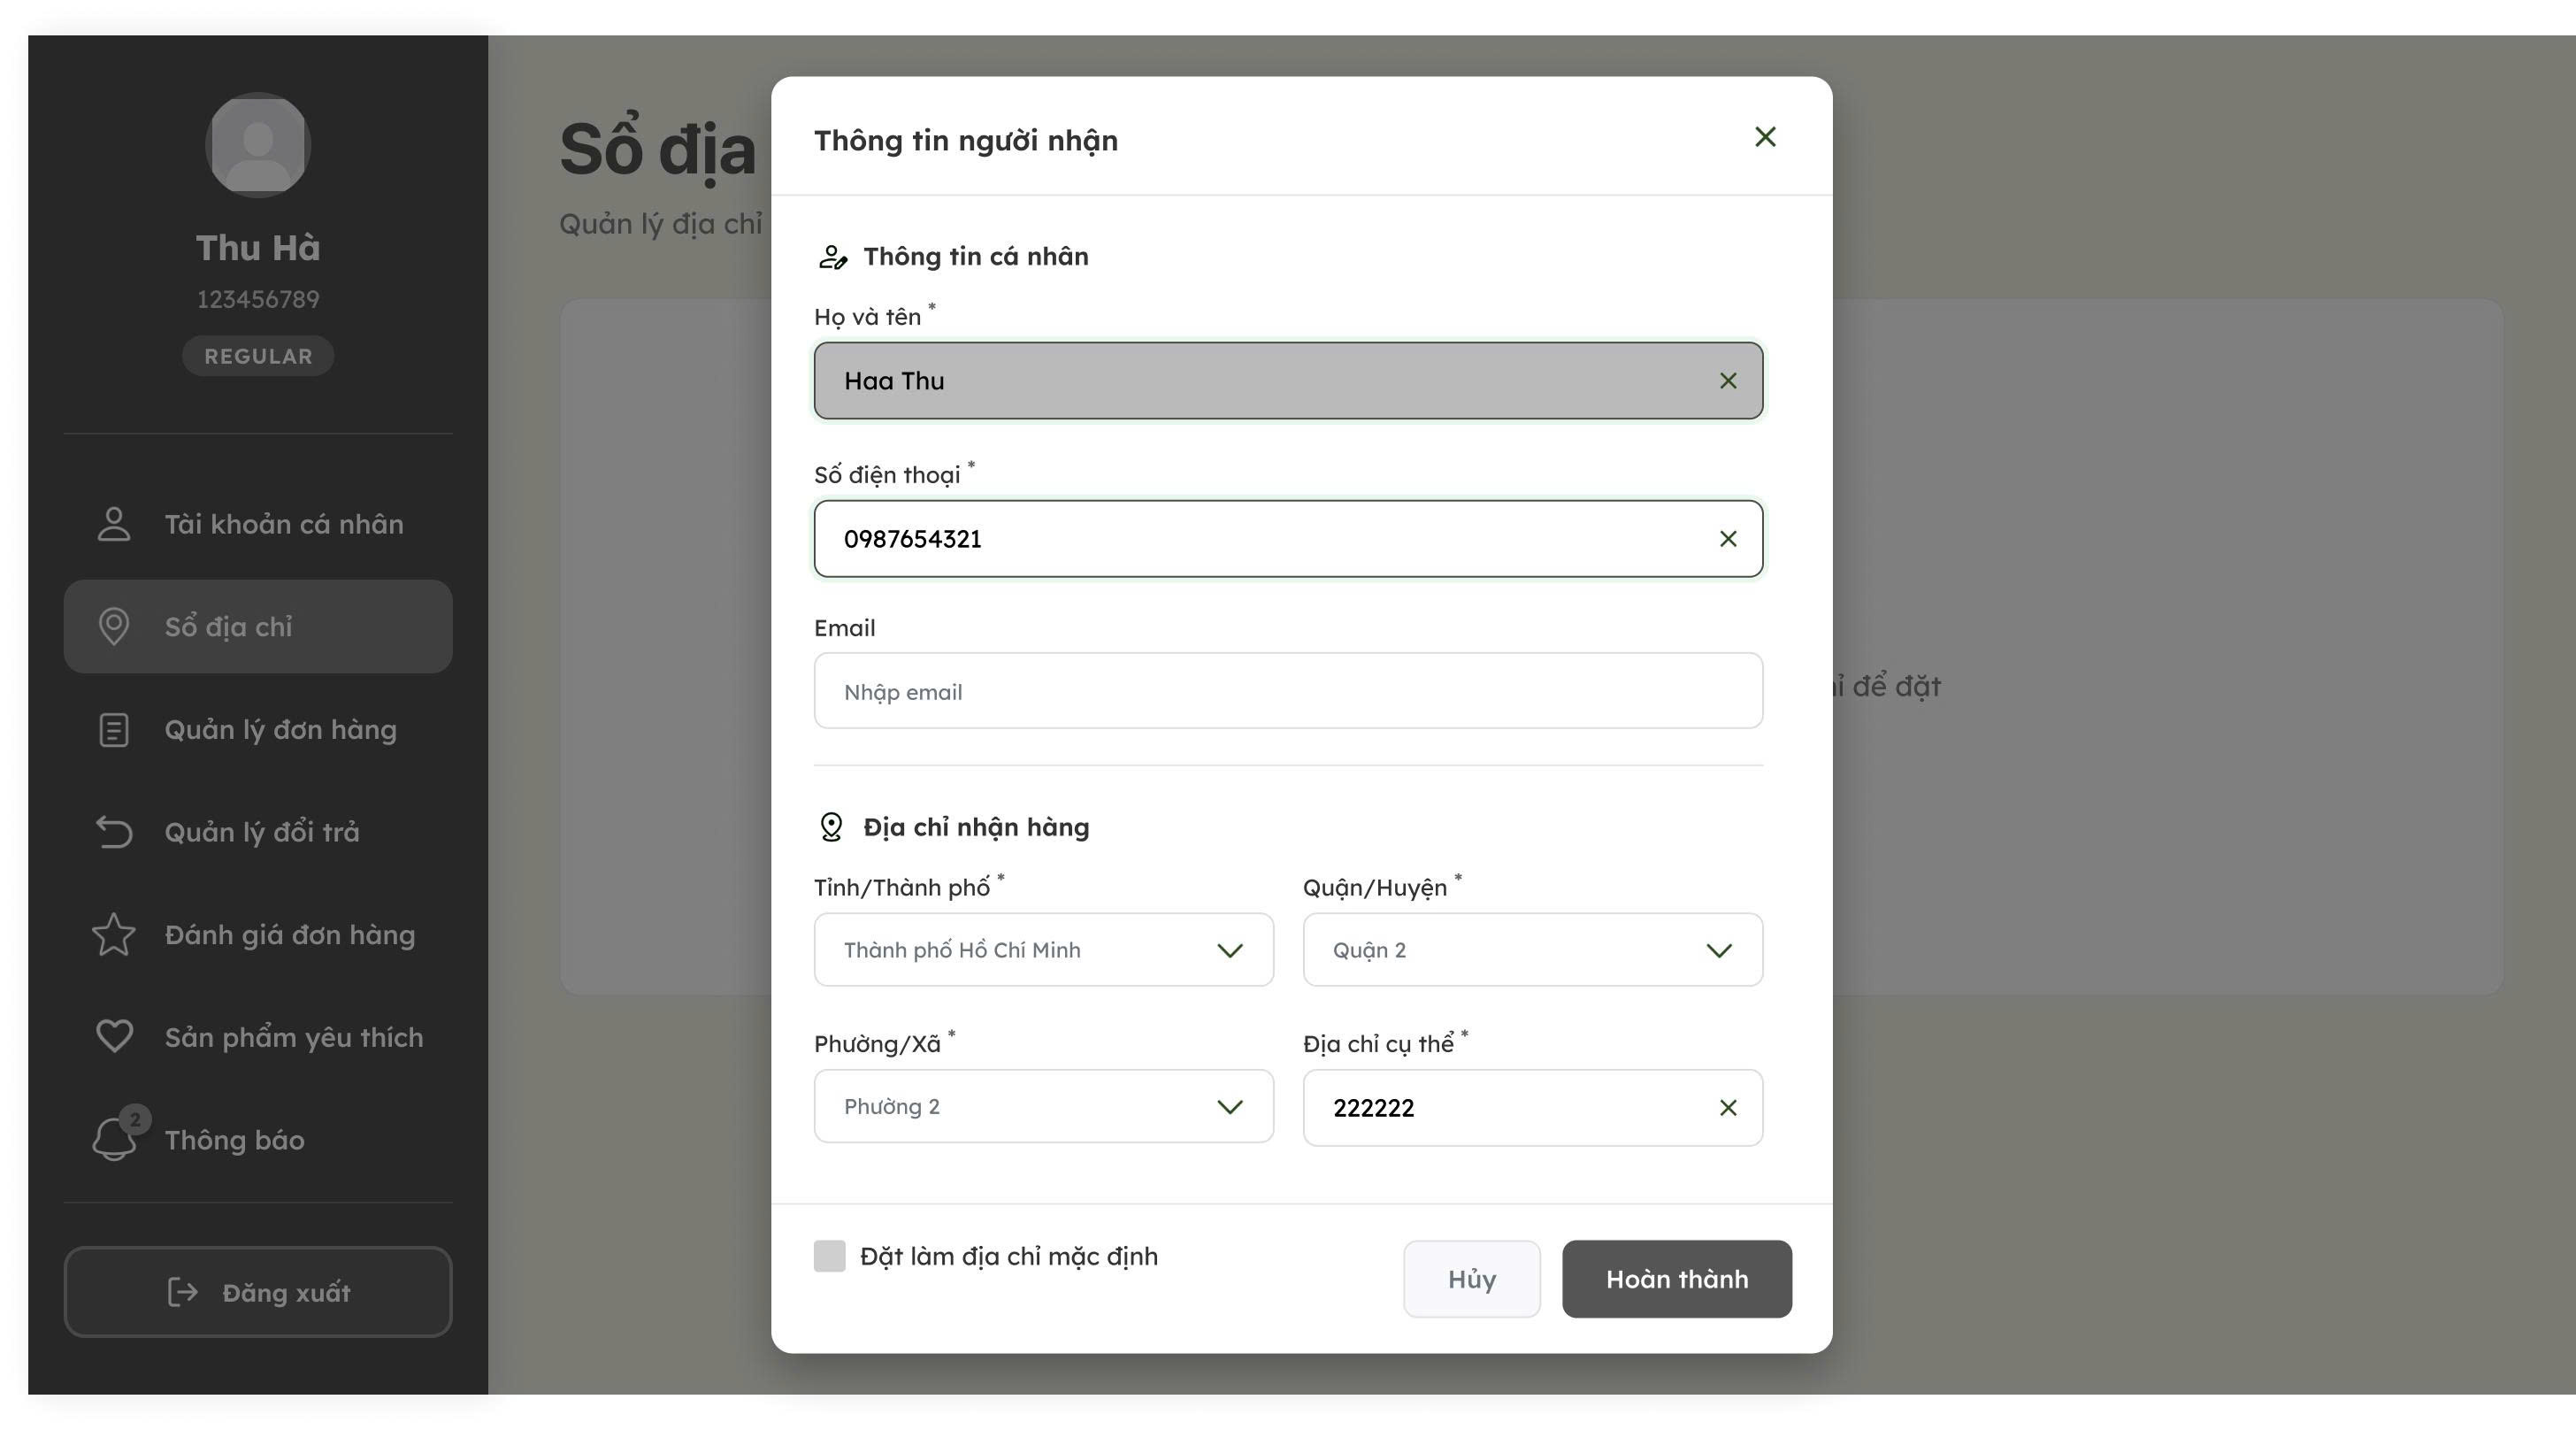 Thu Hà
123456789
REGULAR
Tài khoản cá nhân
Sổ địa chỉ
Quản lý đơn hàng
Quản lý đổi trả
Đánh giá đơn hàng
Sản phẩm yêu thích
2
Thông báo
Đăng xuất
Sổ địa
Quản lý địa chỉ
để đặt
Thông tin người nhận
Thông tin cá nhân
Họ và tên *
Haa Thu
Số điện thoại *
0987654321
Email
Nhập email
Địa chỉ nhận hàng
Tỉnh/Thành phố *
Quận/Huyện *
Thành phố Hồ Chí Minh
Quận 2
Phường/Xã *
Địa chỉ cụ thể *
Phường 2
222222
Đặt làm địa chỉ mặc định
Hủy
Hoàn thành